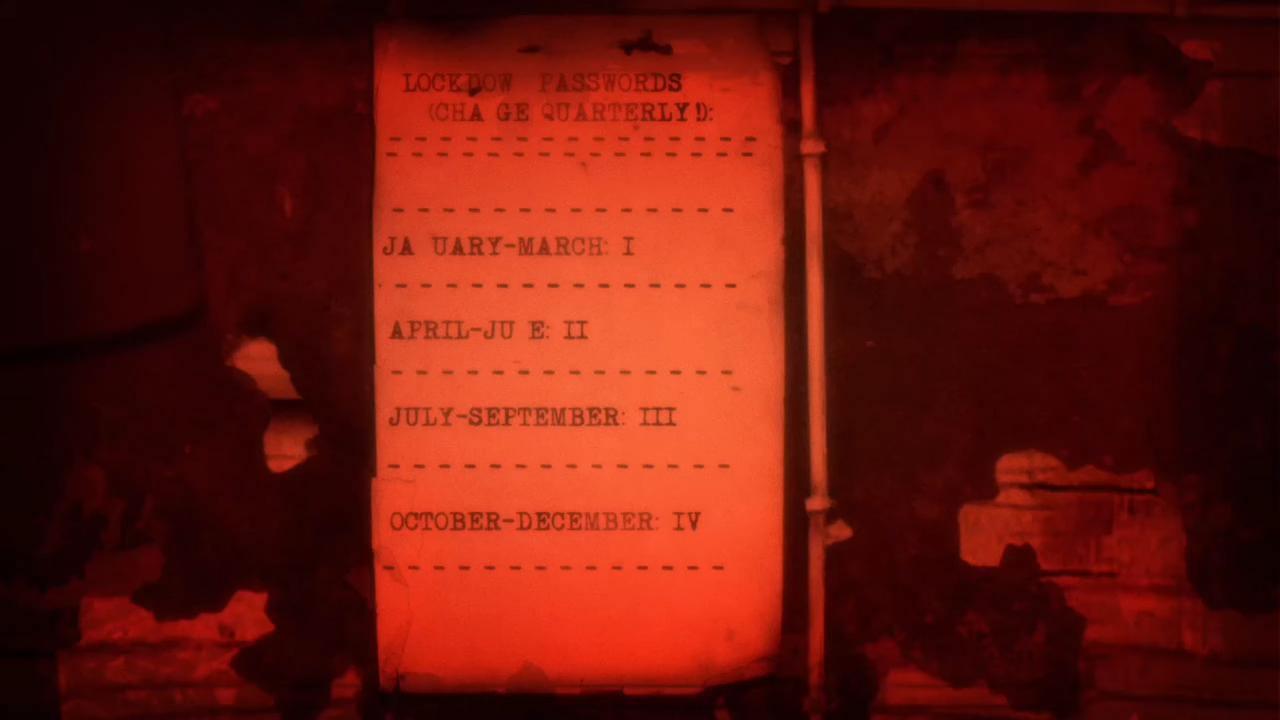 LOCKDOW PASSWORDS
(CHA GE QUARTERLY!):
JA UARY-MARCH: I
APRIL-JU E: II
JULY-SEPTEMBER: III
OCTOBER-DECEMBER: IV